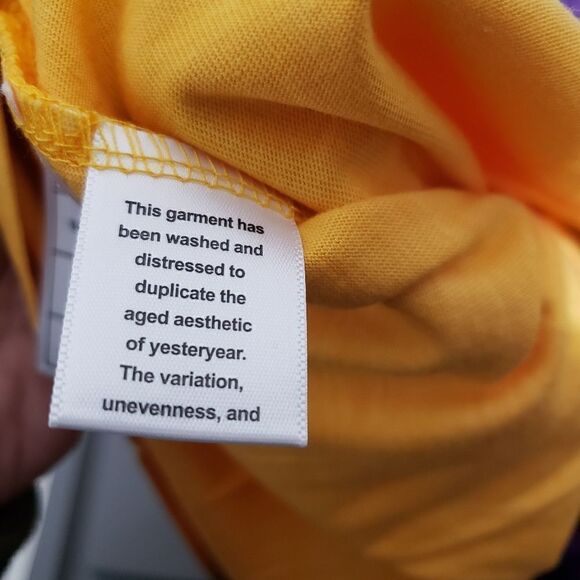 This garment has
been washed and
distressed to
duplicate the
aged aesthetic
of yesteryear.
The variation,
unevenness, and